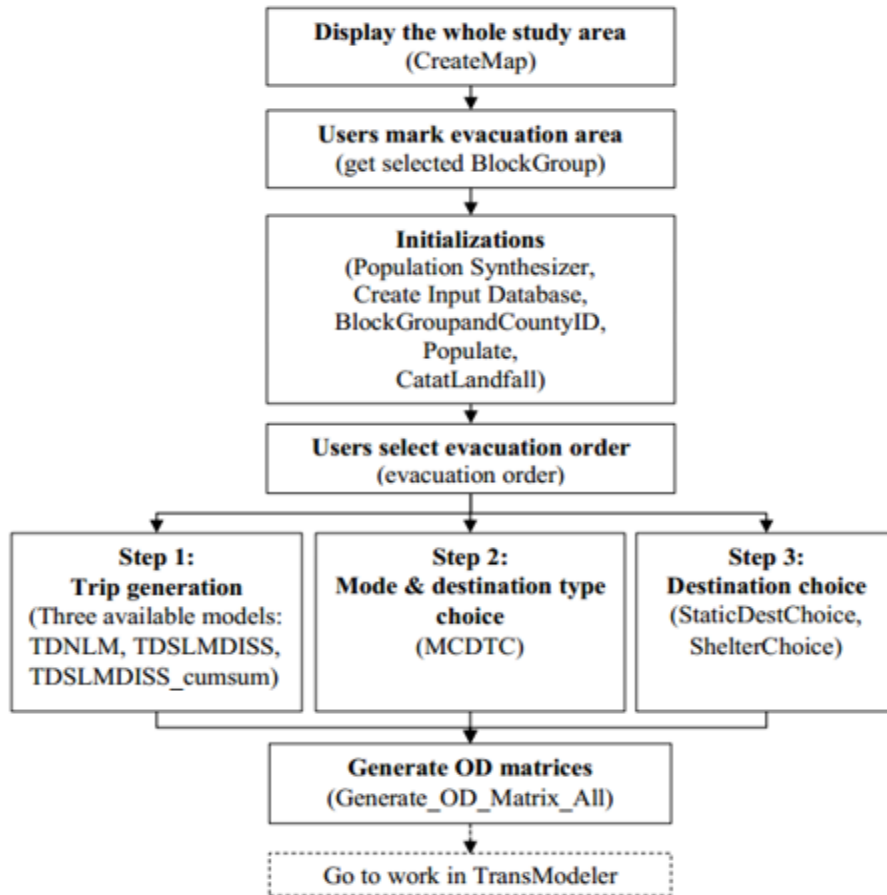 Display the whole study area
(CreateMap)
Users mark evacuation area
(get selected BlockGroup)
Initializations
(Population Synthesizer,
Create Input Database,
BlockGroupandCountyID,
Populate,
CatatLandfall)
Users select evacuation order
(evacuation order)
Step 1:
Trip generation
(Three available models:
TDNLM, TDSLMDISS,
TDSLMDISS_cumsum)
Step 2:
Mode & destination type
choice
(MCDTC)
Step 3:
Destination choice
(StaticDestChoice,
ShelterChoice)
Generate OD matrices
(Generate_OD_Matrix_All)
Go to work in TransModeler